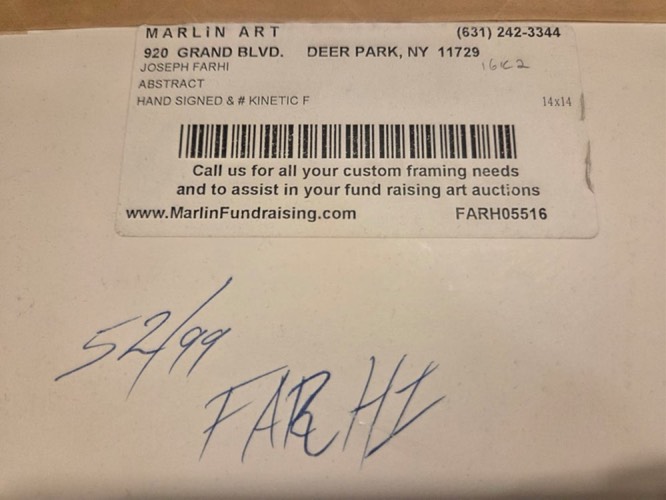 MARLIN ART (631) 242-3344
920 GRAND BLVD. DEER PARK, NY 11729
JOSEPH FARHI
ABSTRACT
HAND SIGNED & # KINETIC F 14x14
Call us for all your custom framing needs
and to assist in your fund raising art auctions
www.MarlinFundraising.com FARH05516
52/99
FARHI